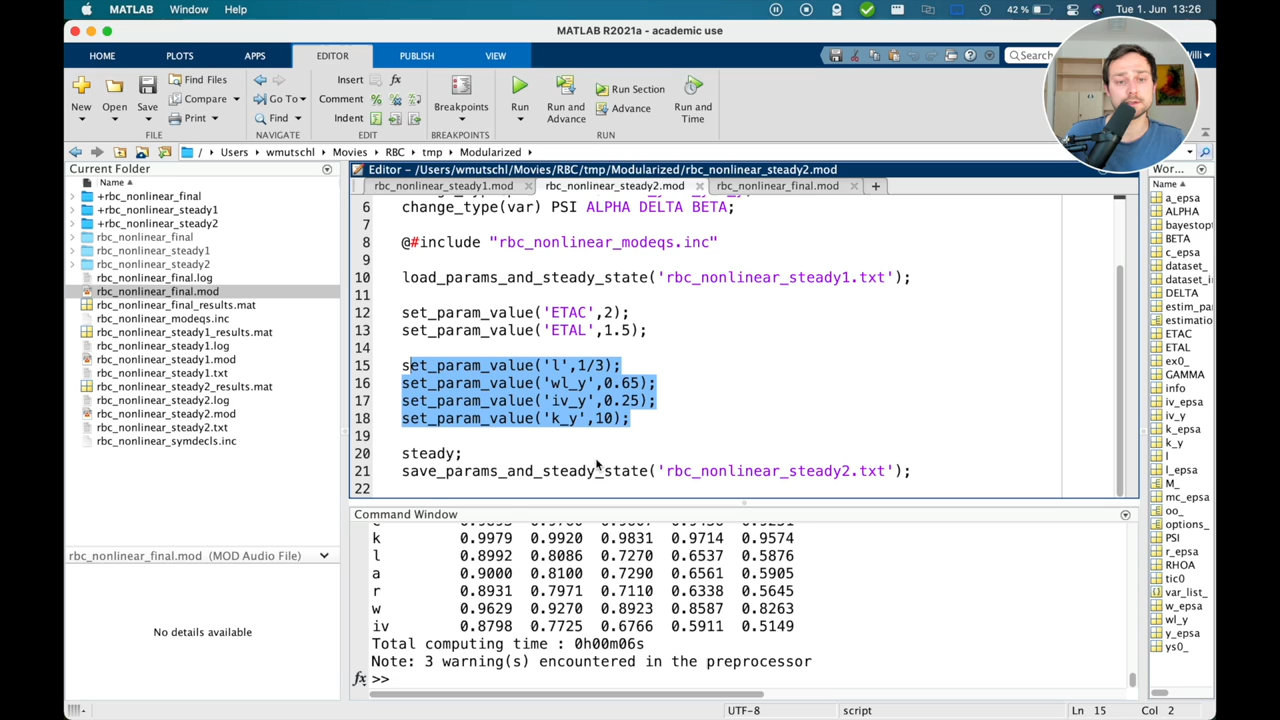 MATLAB Window Help 42 % Tue 1. Jun 13:26
MATLAB R2021a - academic use
HOME PLOTS APPS EDITOR PUBLISH VIEW Search
New Open Save Find Files Compare Print Go To Find Insert Comment Indent Breakpoints Run Run and Advance Run Section Advance Run and Time
FILE NAVIGATE EDIT BREAKPOINTS RUN
/ Users wmutschl Movies RBC tmp Modularized
Current Folder
Name
+rbc_nonlinear_final
+rbc_nonlinear_steady1
+rbc_nonlinear_steady2
rbc_nonlinear_final
rbc_nonlinear_steady1
rbc_nonlinear_steady2
rbc_nonlinear_final.log
rbc_nonlinear_final.mod
rbc_nonlinear_final_results.mat
rbc_nonlinear_modeqs.inc
rbc_nonlinear_steady1_results.mat
rbc_nonlinear_steady1.log
rbc_nonlinear_steady1.mod
rbc_nonlinear_steady1.txt
rbc_nonlinear_steady2_results.mat
rbc_nonlinear_steady2.log
rbc_nonlinear_steady2.mod
rbc_nonlinear_steady2.txt
rbc_nonlinear_symdecls.inc
rbc_nonlinear_final.mod (MOD Audio File)
No details available
Editor - /Users/wmutschl/Movies/RBC/tmp/Modularized/rbc_nonlinear_steady2.mod
rbc_nonlinear_steady1.mod rbc_nonlinear_steady2.mod rbc_nonlinear_final.mod
6 change_type(var) PSI ALPHA DELTA BETA;
7
8 @#include "rbc_nonlinear_modeqs.inc"
9
10 load_params_and_steady_state('rbc_nonlinear_steady1.txt');
11
12 set_param_value('ETAC',2);
13 set_param_value('ETAL',1.5);
14
15 set_param_value('l',1/3);
16 set_param_value('wl_y',0.65);
17 set_param_value('iv_y',0.25);
18 set_param_value('k_y',10);
19
20 steady;
21 save_params_and_steady_state('rbc_nonlinear_steady2.txt');
22
Command Window
k 0.9979 0.9920 0.9831 0.9714 0.9574
l 0.8992 0.8086 0.7270 0.6537 0.5876
a 0.9000 0.8100 0.7290 0.6561 0.5905
r 0.8931 0.7971 0.7110 0.6338 0.5645
w 0.9629 0.9270 0.8923 0.8587 0.8263
iv 0.8798 0.7725 0.6766 0.5911 0.5149
Total computing time : 0h00m06s
Note: 3 warning(s) encountered in the preprocessor
fx >>
Wor...
Name
a_epsa
ALPHA
bayestopt
BETA
c_epsa
dataset_
dataset_in
DELTA
estim_par
estimatio
ETAC
ETAL
ex0_
GAMMA
info
iv_epsa
iv_y
k_epsa
k_y
l
l_epsa
M_
mc_epsa
oo_
options_
PSI
r_epsa
RHOA
tic0
var_list_
w_epsa
wl_y
y_epsa
ys0_
UTF-8 script Ln 15 Col 2